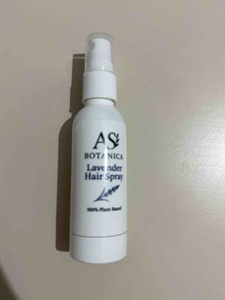 AS
BOTANICA
Lavender
Hair Spray
100% Plant Based